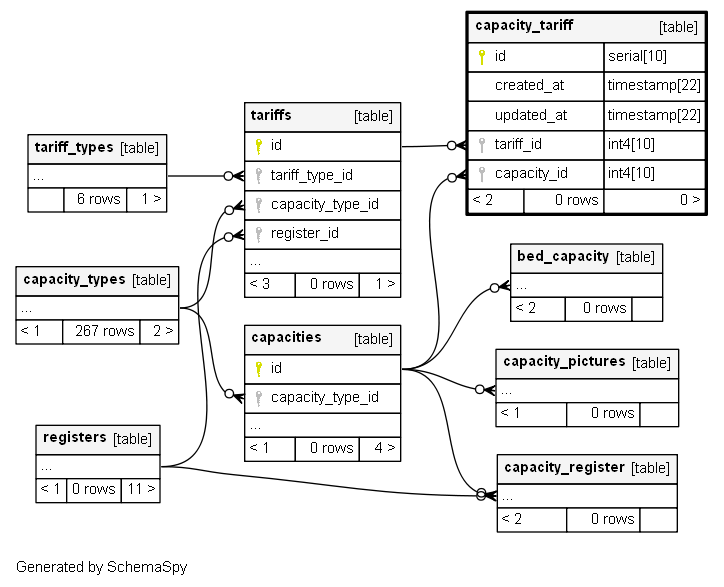 capacity_tariff [table]
id serial[10]
created_at timestamp[22]
updated_at timestamp[22]
tariff_id int4[10]
capacity_id int4[10]
< 2 0 rows 0 >
tariffs [table]
id
tariff_type_id
capacity_type_id
register_id
...
< 3 0 rows 1 >
tariff_types [table]
...
6 rows 1 >
capacity_types [table]
...
< 1 267 rows 2 >
bed_capacity [table]
...
< 2 0 rows
capacities [table]
id
capacity_type_id
...
< 1 0 rows 4 >
capacity_pictures [table]
...
< 1 0 rows
registers [table]
...
< 1 0 rows 11 >
capacity_register [table]
...
< 2 0 rows
Generated by SchemaSpy